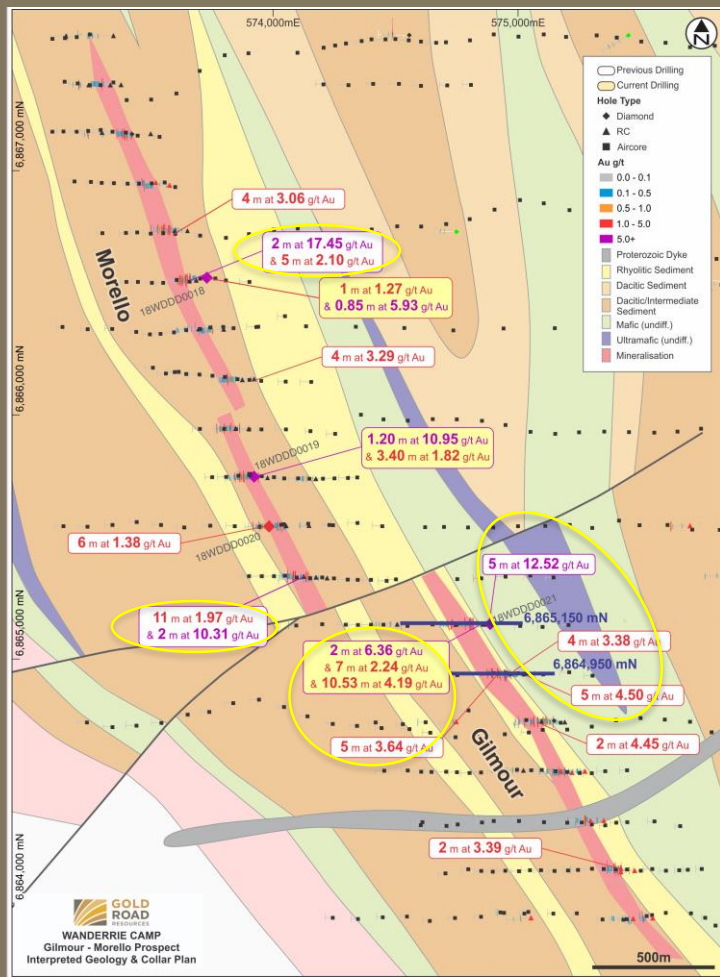 574,000mE
575,000mE
N
Previous Drilling
Current Drilling
Hole Type
Diamond
RC
Aircore
Au g/t
0.0 - 0.1
0.1 - 0.5
0.5 - 1.0
1.0 - 5.0
5.0+
Proterozoic Dyke
Rhyolitic Sediment
Dacitic Sediment
Dacitic/Intermediate
Sediment
Mafic (undiff.)
Ultramafic (undiff.)
Mineralisation
6,867,000 mN
4 m at 3.06 g/t Au
2 m at 17.45 g/t Au
& 5 m at 2.10 g/t Au
Morello
18WDDD0018
1 m at 1.27 g/t Au
& 0.85 m at 5.93 g/t Au
4 m at 3.29 g/t Au
6,866,000 mN
1.20 m at 10.95 g/t Au
& 3.40 m at 1.82 g/t Au
18WDDD0019
6 m at 1.38 g/t Au
18WDDD0020
5 m at 12.52 g/t Au
11 m at 1.97 g/t Au
& 2 m at 10.31 g/t Au
18WDDD0021
6,865,150 mN
6,865,000 mN
2 m at 6.36 g/t Au
& 7 m at 2.24 g/t Au
& 10.53 m at 4.19 g/t Au
4 m at 3.38 g/t Au
6,864,950 mN
5 m at 4.50 g/t Au
5 m at 3.64 g/t Au
2 m at 4.45 g/t Au
Gilmour
2 m at 3.39 g/t Au
6,864,000 mN
GOLD
ROAD
RESOURCES
WANDERRIE CAMP
Gilmour - Morello Prospect
Interpreted Geology & Collar Plan
500m